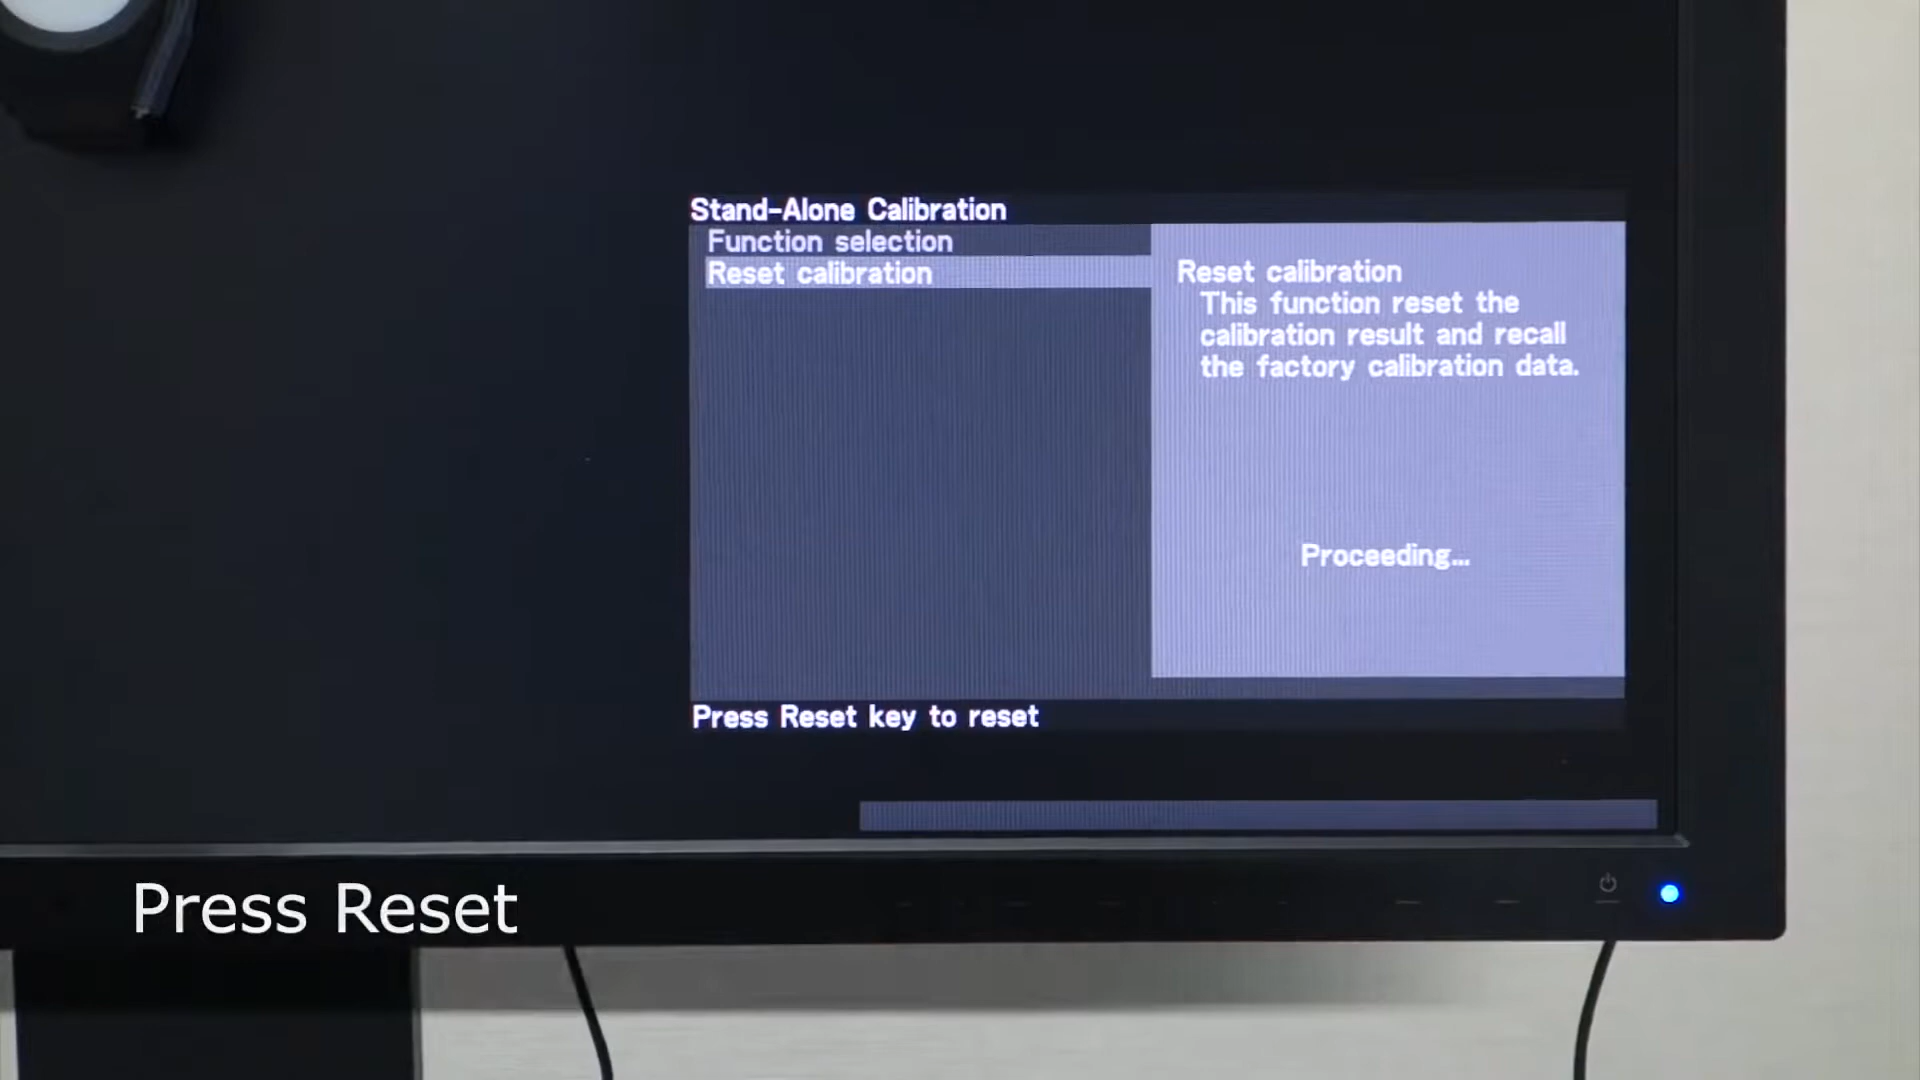 Stand-Alone Calibration
Function selection
Reset calibration
Reset calibration
This function reset the
calibration result and recall
the factory calibration data.
Proceeding...
Press Reset key to reset
Press Reset